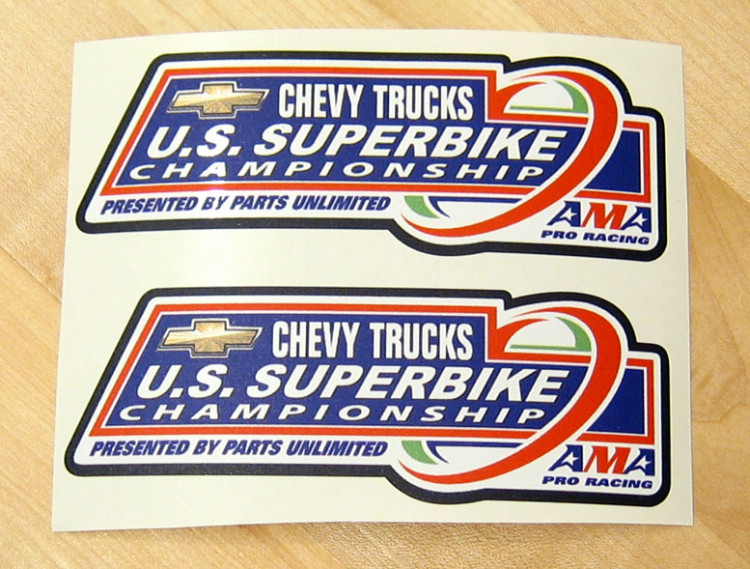 CHEVY TRUCKS
U.S. SUPERBIKE
CHAMPIONSHIP
PRESENTED BY PARTS UNLIMITED
AMA
PRO RACING
CHEVY TRUCKS
U.S. SUPERBIKE
CHAMPIONSHIP
PRESENTED BY PARTS UNLIMITED
AMA
PRO RACING